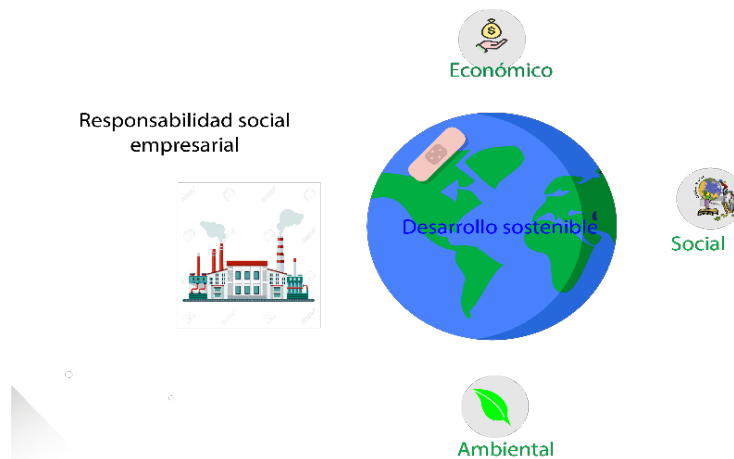 Económico
Responsabilidad social
empresarial
Desarrollo sostenible
Social
Ambiental